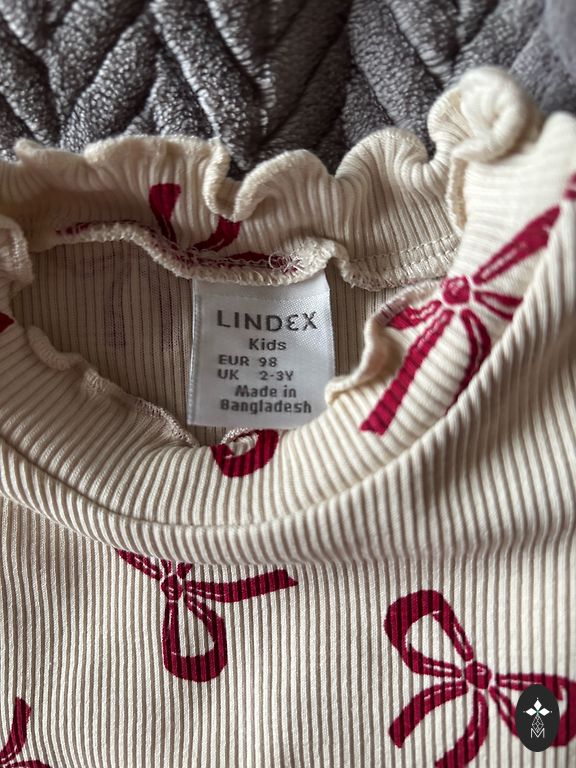 LINDEX
Kids
EUR 98
UK 2-3Y
Made in
Bangladesh